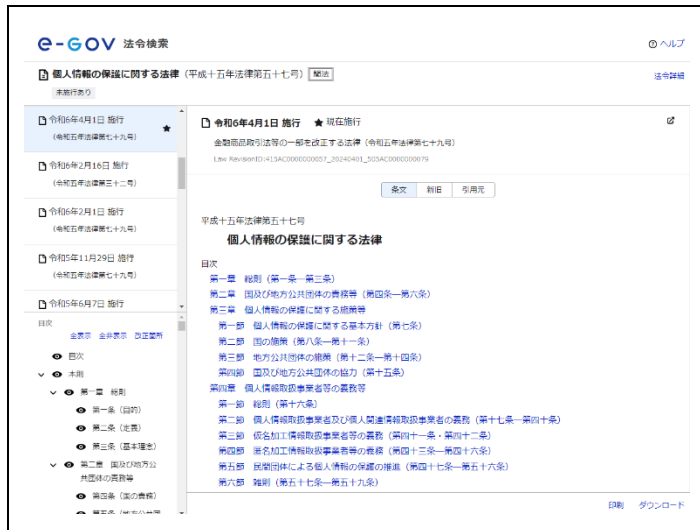 e-GOV 法令検索
ヘルプ
個人情報の保護に関する法律（平成十五年法律第五十七号） 閣法
法令詳細
未施行あり
令和6年4月1日 施行
（令和五年法律第七十九号）
令和6年2月16日 施行
（令和五年法律第三十二号）
令和6年2月1日 施行
（令和五年法律第七十九号）
令和5年11月29日 施行
（令和五年法律第七十九号）
令和5年6月7日 施行
目次
全表示 全非表示 改正箇所
目次
本則
第一章 総則
第一条（目的）
第二条（定義）
第三条（基本理念）
第二章 国及び地方公
共団体の責務等
第四条（国の責務）
第五条（地方公共団
令和6年4月1日 施行 ★ 現在施行
金融商品取引法等の一部を改正する法律（令和五年法律第七十九号）
Law RevisionID:415AC0000000057_20240401_505AC0000000079
条文 新旧 引用元
平成十五年法律第五十七号
個人情報の保護に関する法律
目次
第一章 総則（第一条―第三条）
第二章 国及び地方公共団体の責務等（第四条―第六条）
第三章 個人情報の保護に関する施策等
第一節 個人情報の保護に関する基本方針（第七条）
第二節 国の施策（第八条―第十一条）
第三節 地方公共団体の施策（第十二条―第十四条）
第四節 国及び地方公共団体の協力（第十五条）
第四章 個人情報取扱事業者等の義務等
第一節 総則（第十六条）
第二節 個人情報取扱事業者及び個人関連情報取扱事業者の義務（第十七条―第四十条）
第三節 仮名加工情報取扱事業者等の義務（第四十一条・第四十二条）
第四節 匿名加工情報取扱事業者等の義務（第四十三条―第四十六条）
第五節 民間団体による個人情報の保護の推進（第四十七条―第五十六条）
第六節 雑則（第五十七条―第五十九条）
印刷 ダウンロード